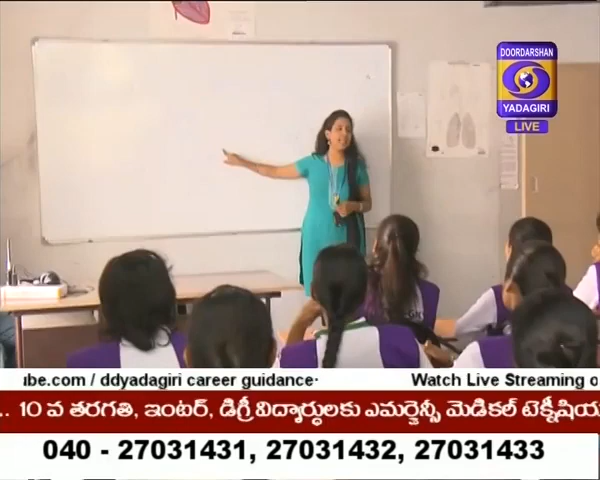 DOORDARSHAN
YADAGIRI
LIVE
ube.com / ddyadagiri career guidance·
Watch Live Streaming o
.. 10 వ తరగతి, ఇంటర్, డిగ్రీ విద్యార్ధులకు ఎమర్జెన్సీ మెడికల్ టెక్నీషియ
040 - 27031431, 27031432, 27031433